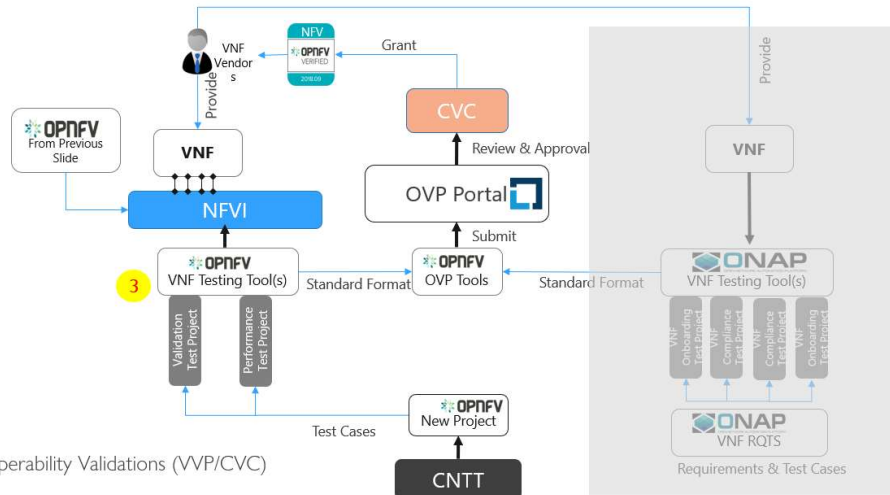 NFV
OPNFV
VERIFIED
2018.09
Grant
VNF
Vendor
s
Provide
Provide
OPNFV
From Previous
Slide
VNF
CVC
VNF
Review & Approval
OVP Portal
NFVI
Submit
3
OPNFV
VNF Testing Tool(s)
Standard Format
OPNFV
OVP Tools
Standard Format
ONAP
VNF Testing Tool(s)
Validation
Test Project
Performance
Test Project
VNF
Onboarding
Test Project
VNF
Compliance
Test Project
VNF
Compliance
Test Project
VNF
Onboarding
Test Project
Test Cases
OPNFV
New Project
ONAP
VNF RQTS
Requirements & Test Cases
perability Validations (VVP/CVC)
CNTT